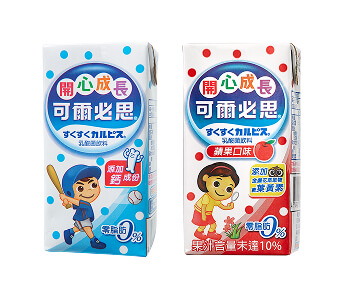 開心成長
可爾必思
すくすくカルピス
乳酸菌飲料
添加
鈣成份
零脂肪0%
開心成長
可爾必思
すくすくカルピス
乳酸菌飲料
蘋果口味
添加
葉黃素
零脂肪0%
果汁含量未達10%